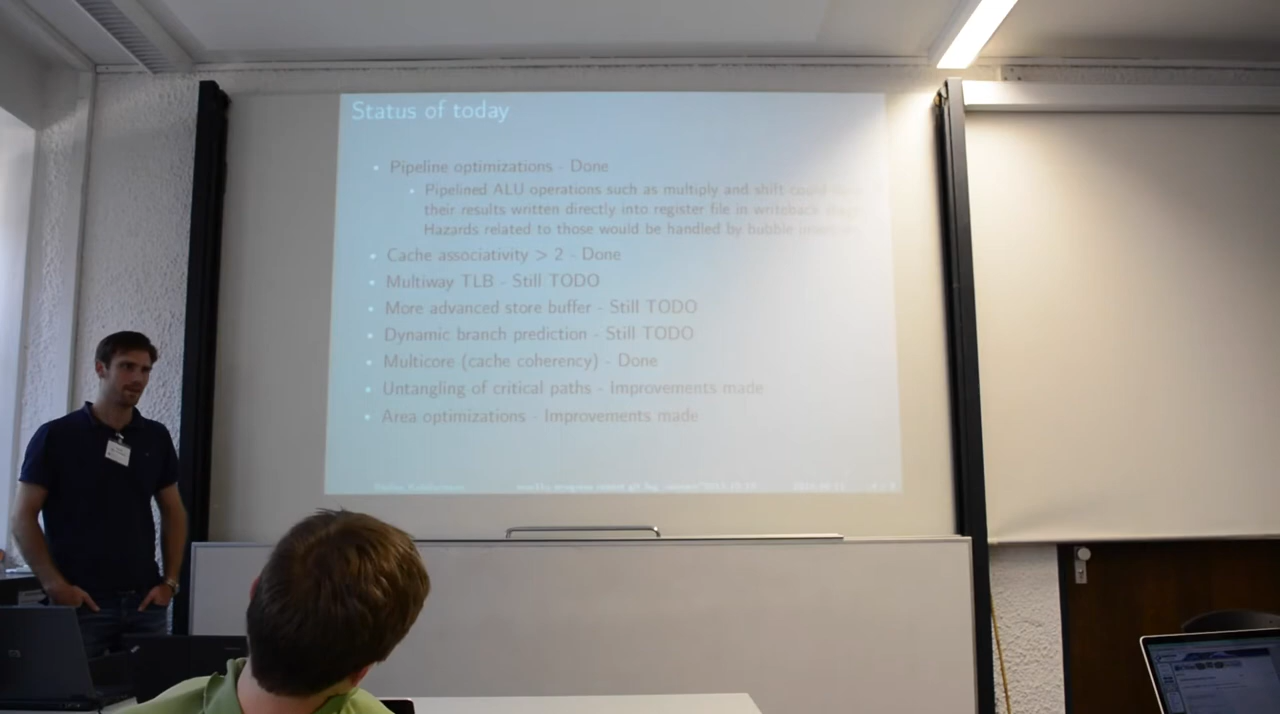 Status of today
Pipeline optimizations - Done
Pipelined ALU operations such as multiply and shift could
their results written directly into register file in writeback
Hazards related to those would be handled by bubble
Cache associativity > 2 - Done
Multiway TLB - Still TODO
More advanced store buffer - Still TODO
Dynamic branch prediction - Still TODO
Multicore (cache coherency) - Done
Untangling of critical paths - Improvements made
Area optimizations - Improvements made